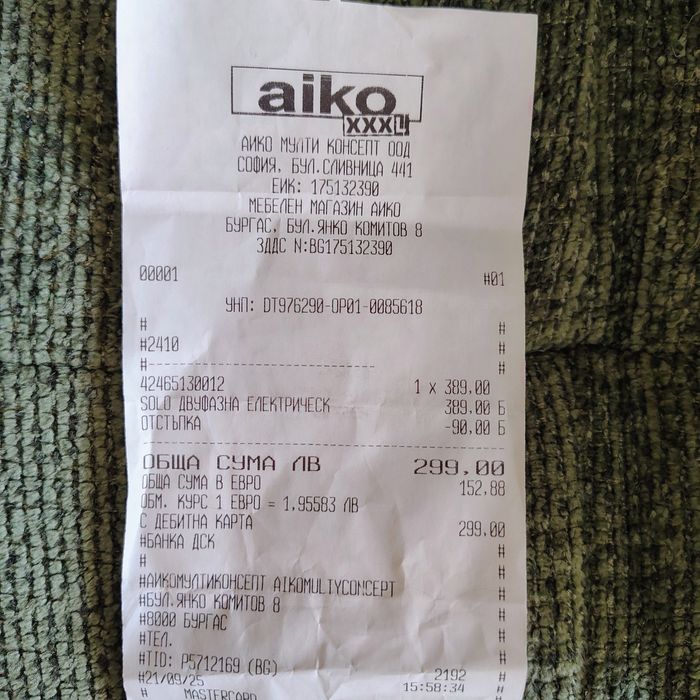 aiko
XXXL
АИКО МУЛТИ КОНСЕПТ ООД
СОФИЯ, БУЛ.СЛИВНИЦА 441
ЕИК: 175132390
МЕБЕЛЕН МАГАЗИН АИКО
БУРГАС, БУЛ.ЯНКО КОМИТОВ 8
ЗДДС N:BG175132390
00001 #01
УНП: DT976290-OP01-0085618
# #
#2410 #
#------------------------------ #
42465130012 1 x 389.00
SOLO ДВУФАЗНА ЕЛЕКТРИЧЕСК 389.00 Б
ОТСТЪПКА -90.00 Б
ОБЩА СУМА ЛВ 299,00
ОБЩА СУМА В ЕВРО 152,88
ОБМ. КУРС 1 ЕВРО = 1,95583 ЛВ
С ДЕБИТНА КАРТА 299,00
#БАНКА ДСК #
# #
#АИКОМУЛТИКОНСЕПТ AIKOMULTYCONCEPT #
#БУЛ.ЯНКО КОМИТОВ 8 #
#8000 БУРГАС #
#ТЕЛ. #
#TID: P5712169 (BG) #
#21/09/25 2192 #
15:58:34
# MASTERCARD #